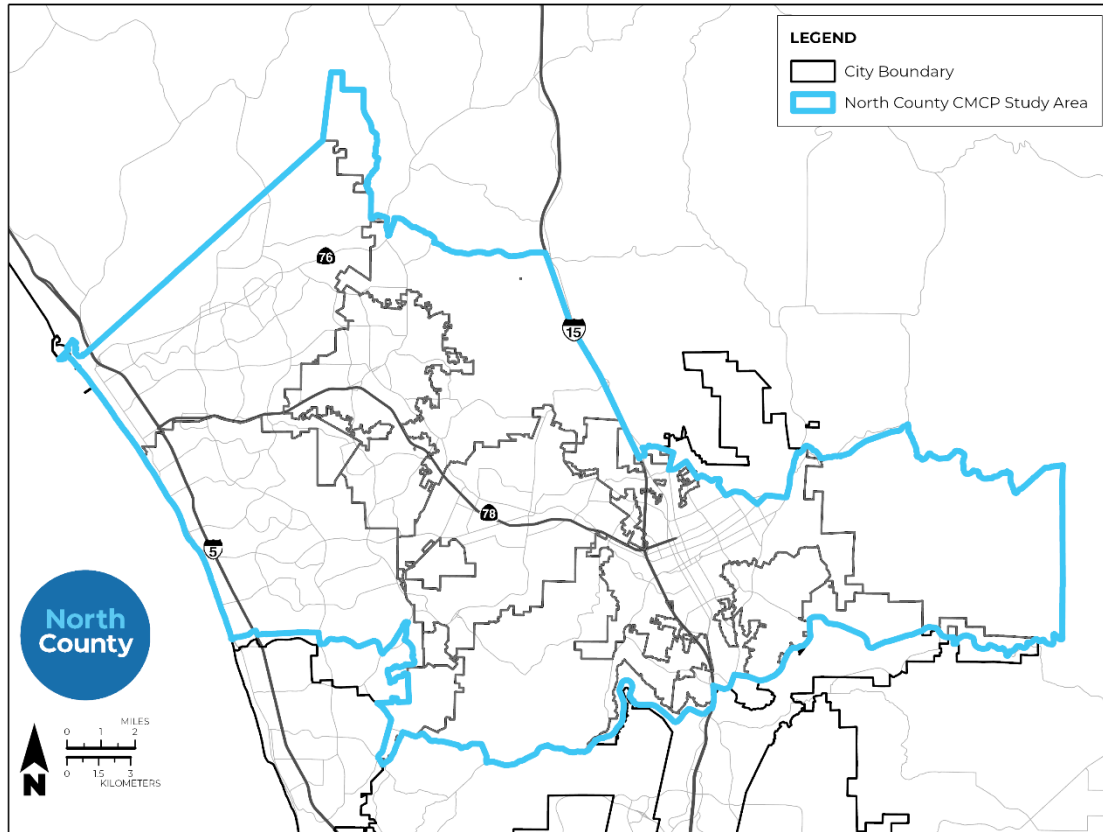 LEGEND
City Boundary
North County CMCP Study Area
76
15
78
5
North
County
MILES
0 1 2
0 1.5 3
KILOMETERS
N